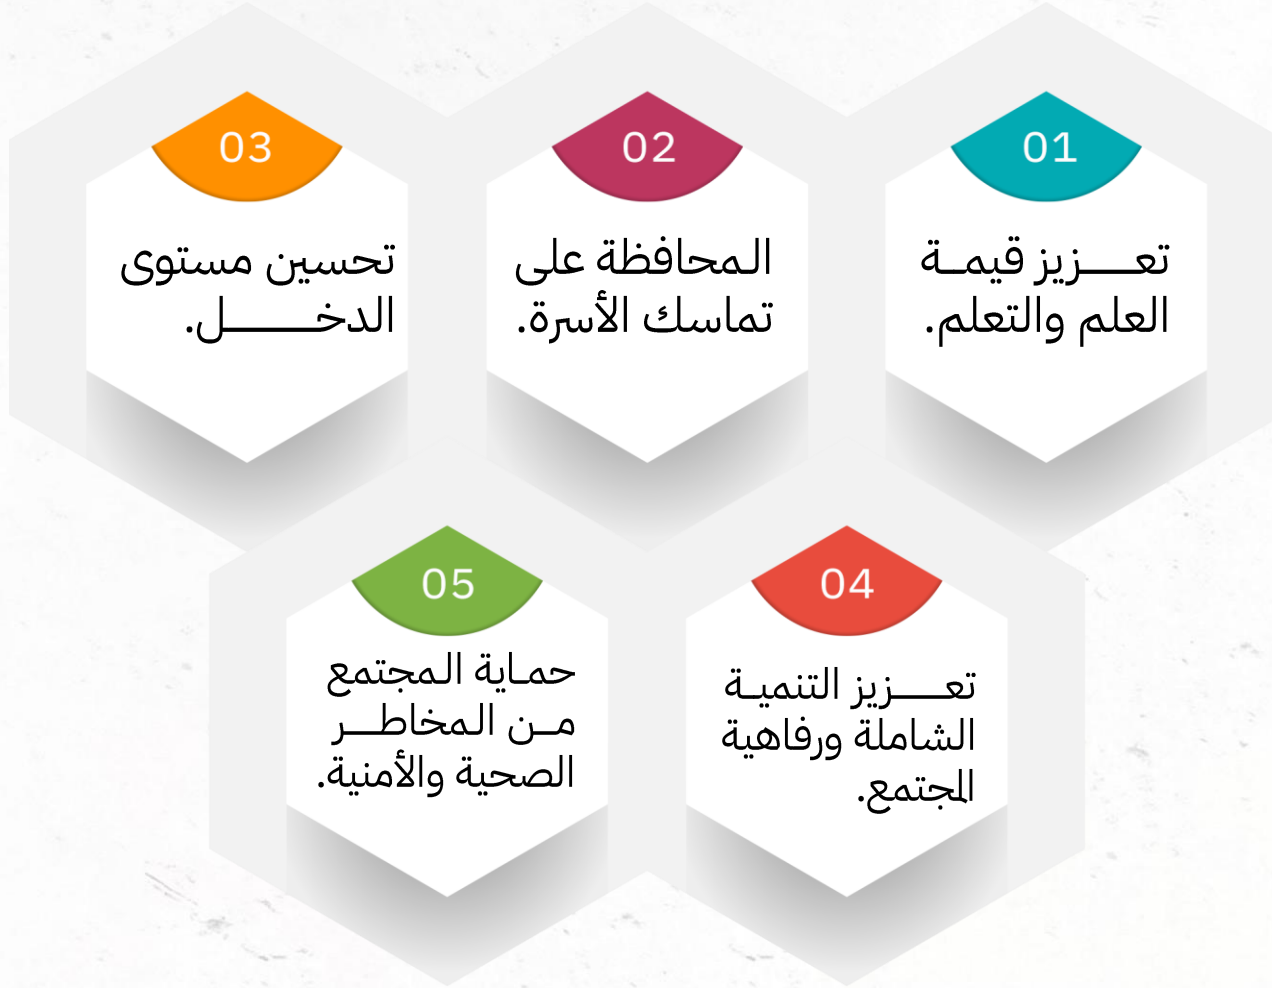 01
تعـــزيز قيمـة
العلم والتعلم.
02
المحافظة على
تماسك الأسرة.
03
تحسين مستوى
الدخـــــل.
04
تعـــزيز التنميـة
الشاملة ورفاهية
المجتمع.
05
حمـاية المجتمع
مـن المخاطـــر
الصحية والأمنية.